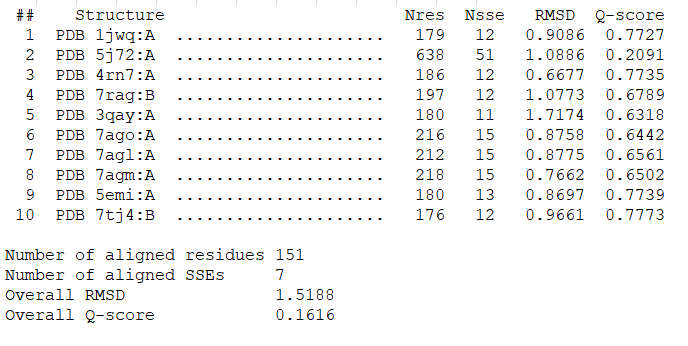 ##    Structure                         Nres  Nsse   RMSD  Q-score
1  PDB 1jwq:A  .......................   179   12   0.9086  0.7727
2  PDB 5j72:A  .......................   638   51   1.0886  0.2091
3  PDB 4rn7:A  .......................   186   12   0.6677  0.7735
4  PDB 7rag:B  .......................   197   12   1.0773  0.6789
5  PDB 3qay:A  .......................   180   11   1.7174  0.6318
6  PDB 7ago:A  .......................   216   15   0.8758  0.6442
7  PDB 7agl:A  .......................   212   15   0.8775  0.6561
8  PDB 7agm:A  .......................   218   15   0.7662  0.6502
9  PDB 5emi:A  .......................   180   13   0.8697  0.7739
10  PDB 7tj4:B  .......................   176   12   0.9661  0.7773
Number of aligned residues 151
Number of aligned SSEs     7
Overall RMSD               1.5188
Overall Q-score            0.1616